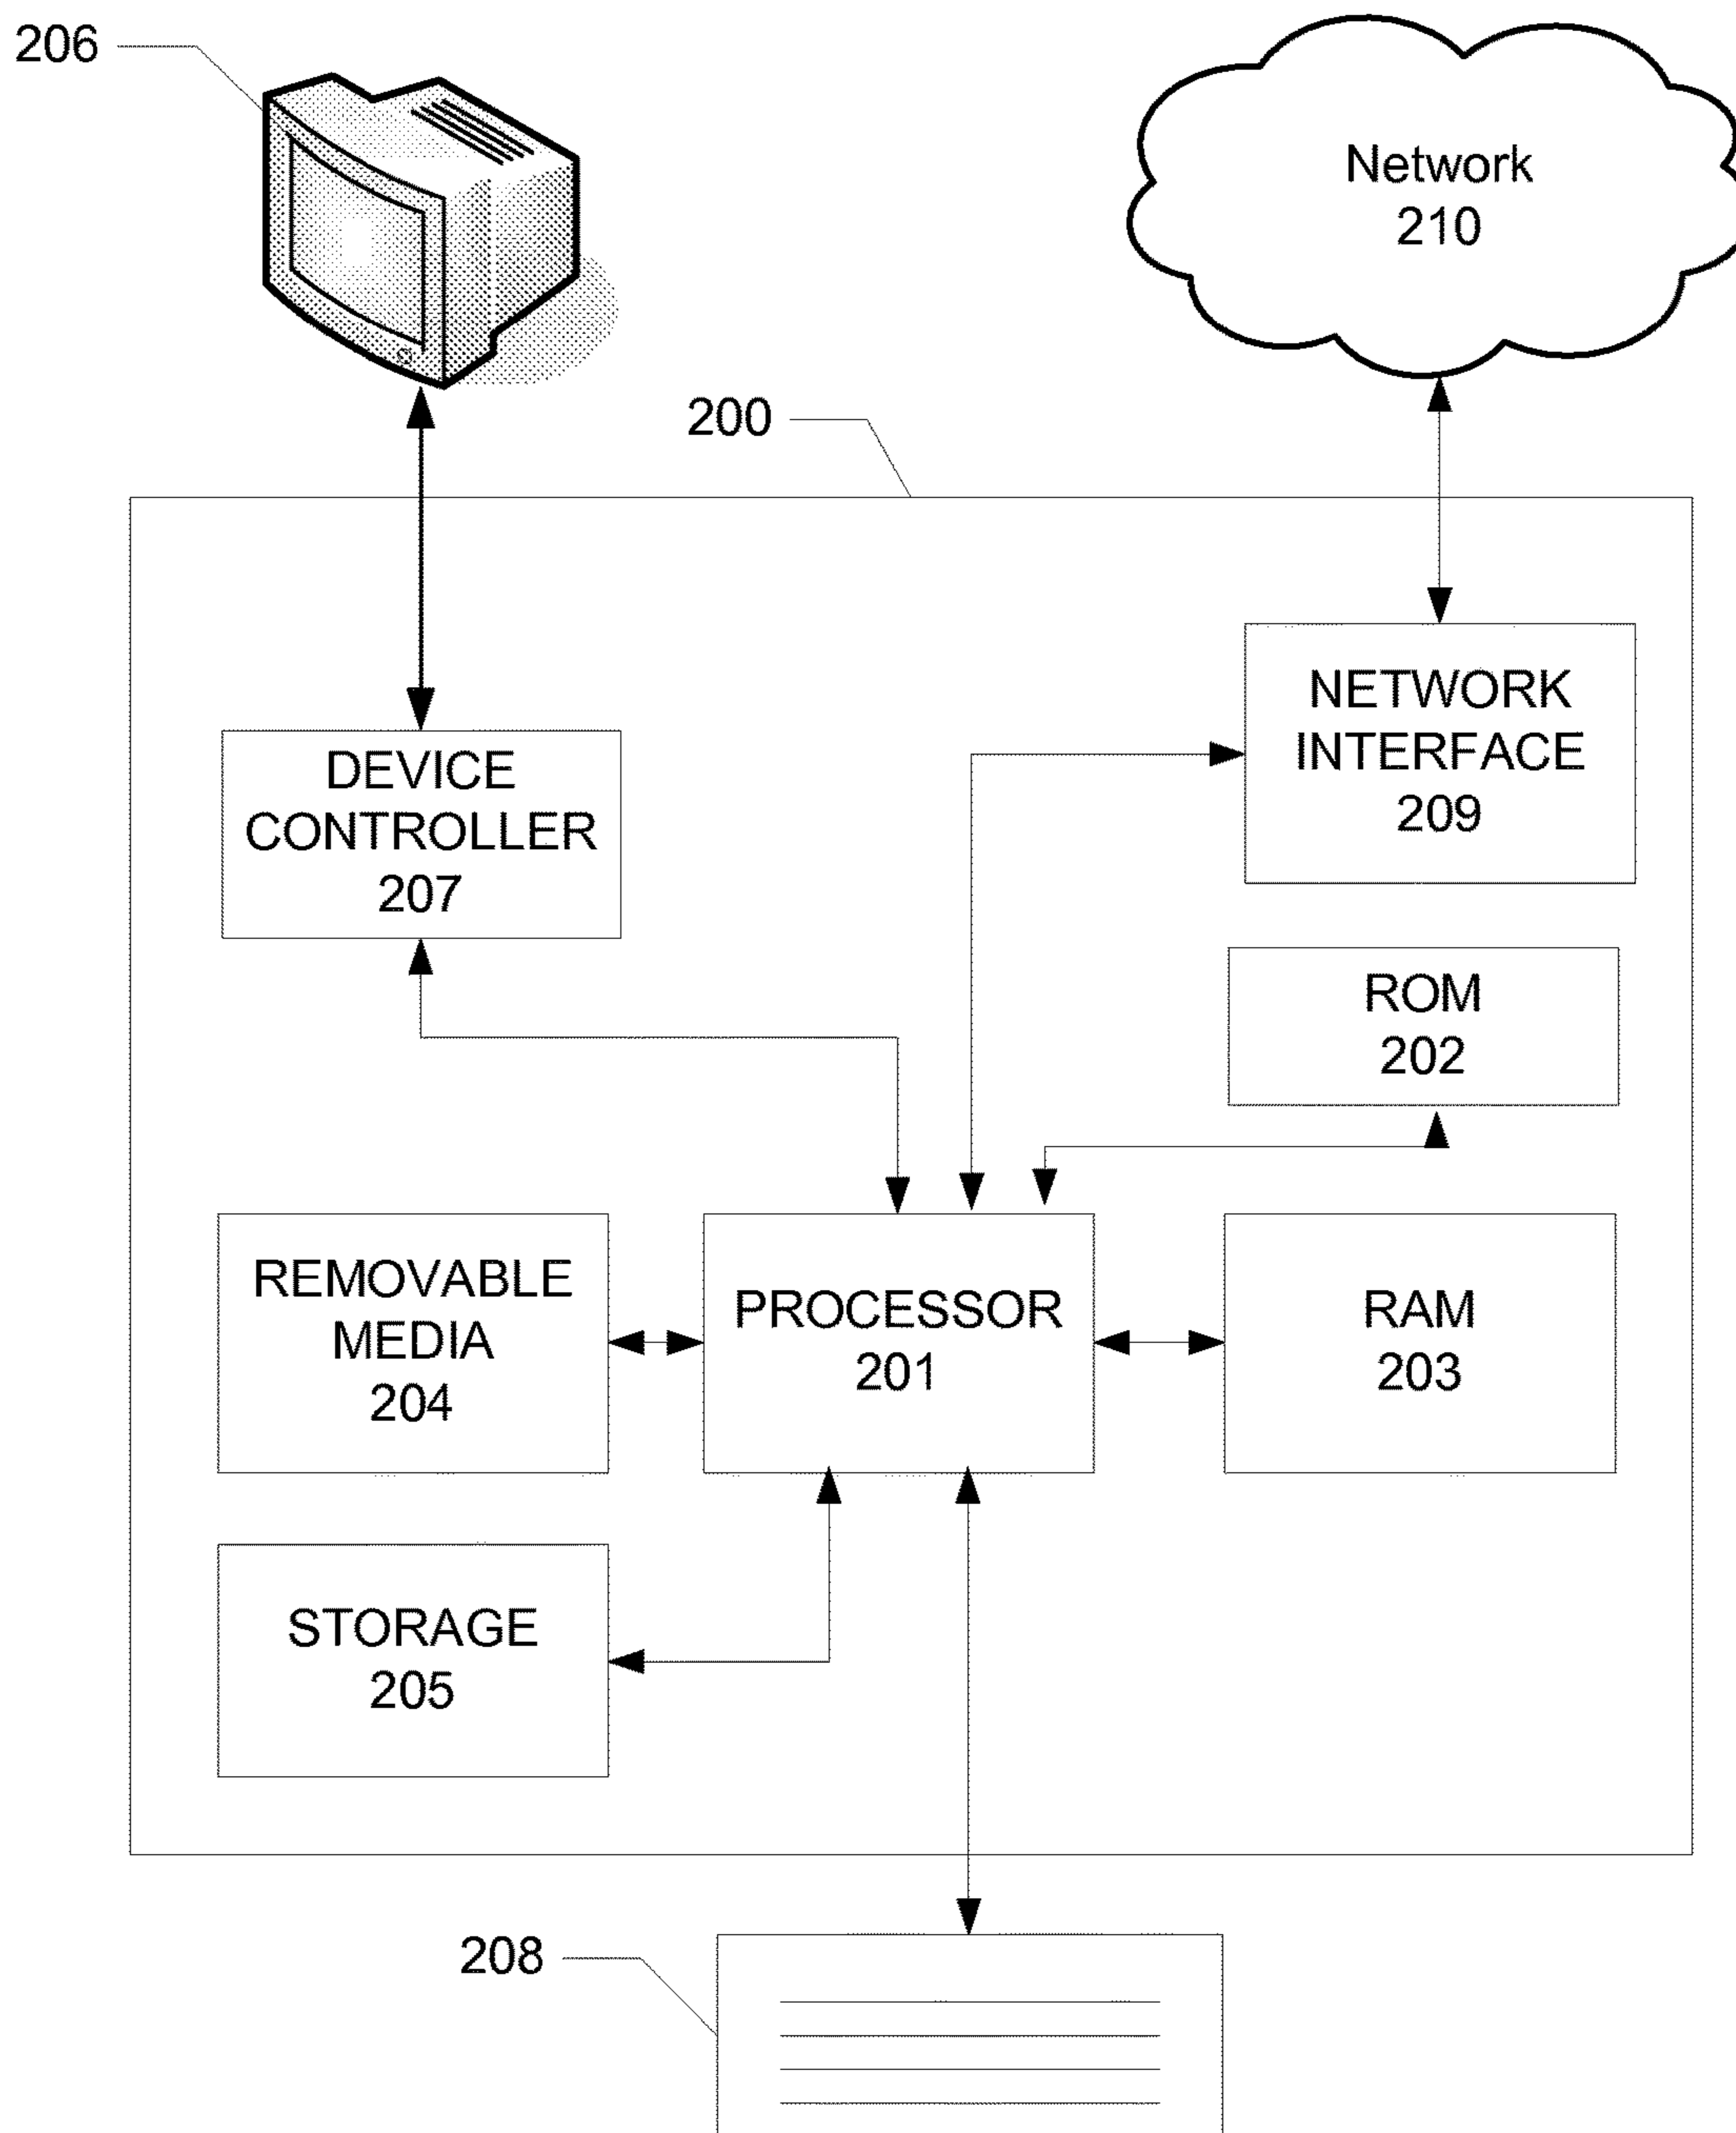 206
Network
210
200
NETWORK
INTERFACE
209
DEVICE
CONTROLLER
207
ROM
202
REMOVABLE
MEDIA
204
PROCESSOR
201
RAM
203
STORAGE
205
208